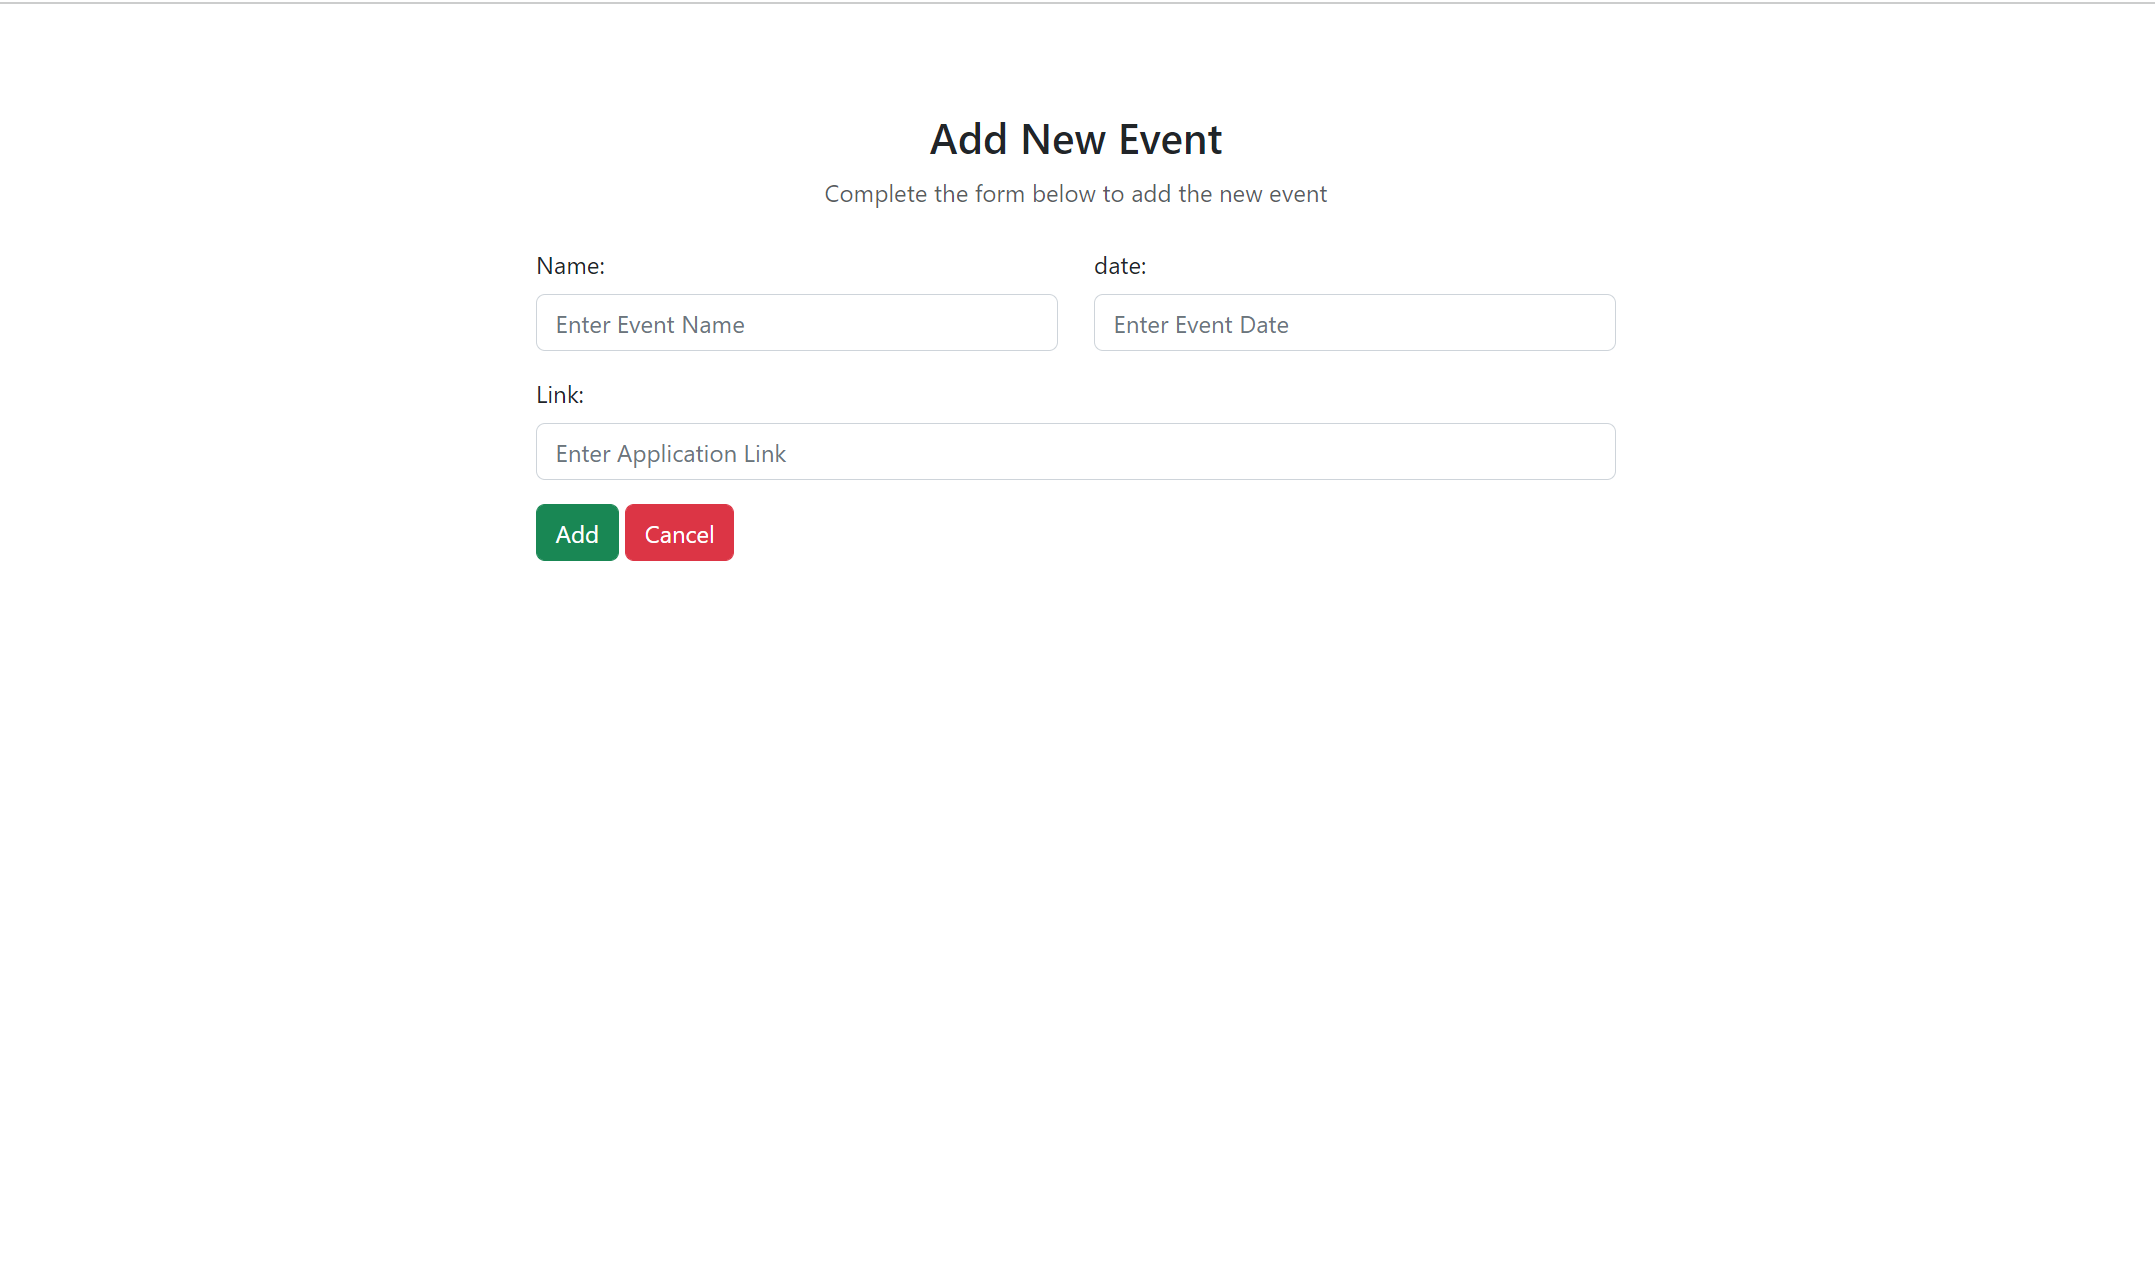 Add New Event
Complete the form below to add the new event
Name: date:
Enter Event Name Enter Event Date
Link:
Enter Application Link
Add Cancel